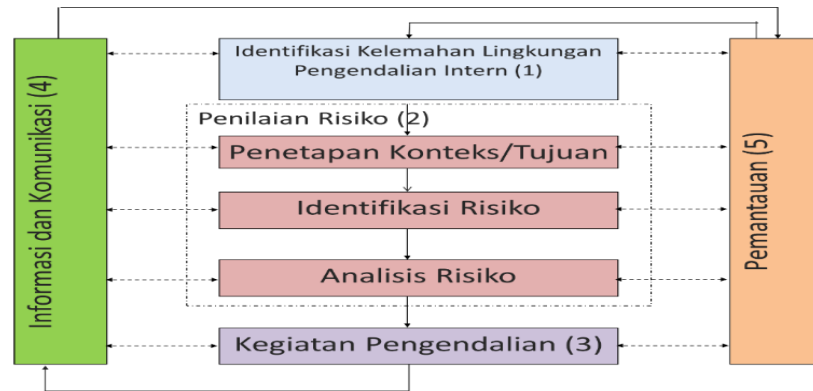 Identifikasi Kelemahan Lingkungan
Pengendalian Intern (1)
Penilaian Risiko (2)
Penetapan Konteks/Tujuan
Identifikasi Risiko
Analisis Risiko
Kegiatan Pengendalian (3)
Informasi dan Komunikasi (4)
Pemantauan (5)